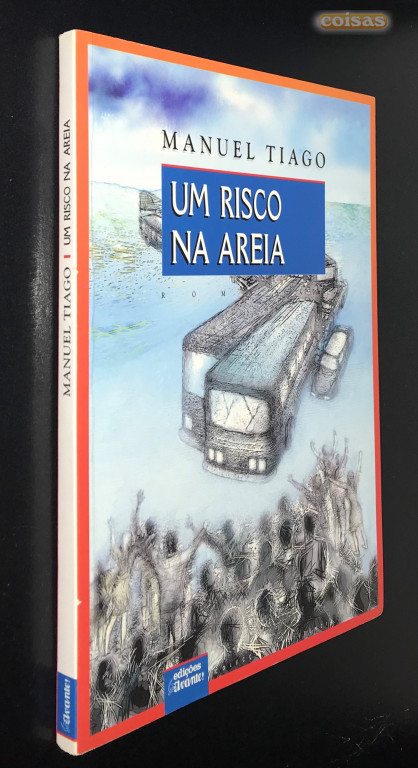 coisas
MANUEL TIAGO
UM RISCO
NA AREIA
edições
Avante!
MANUEL TIAGO UM RISCO NA AREIA
Avante!